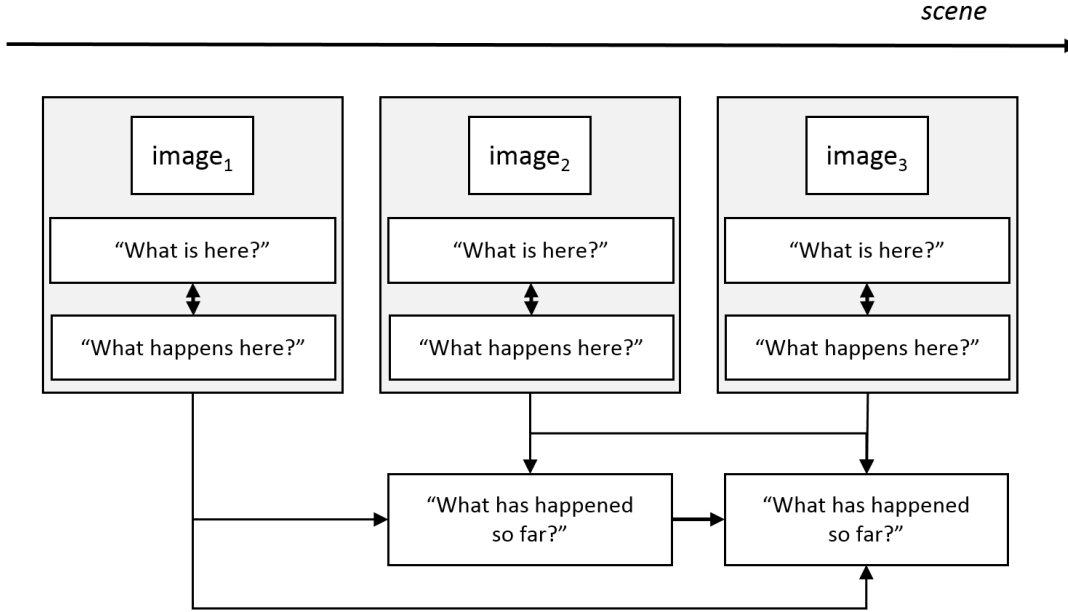 scene
image₁
image₂
image₃
“What is here?”
“What is here?”
“What is here?”
“What happens here?”
“What happens here?”
“What happens here?”
“What has happened
so far?”
“What has happened
so far?”